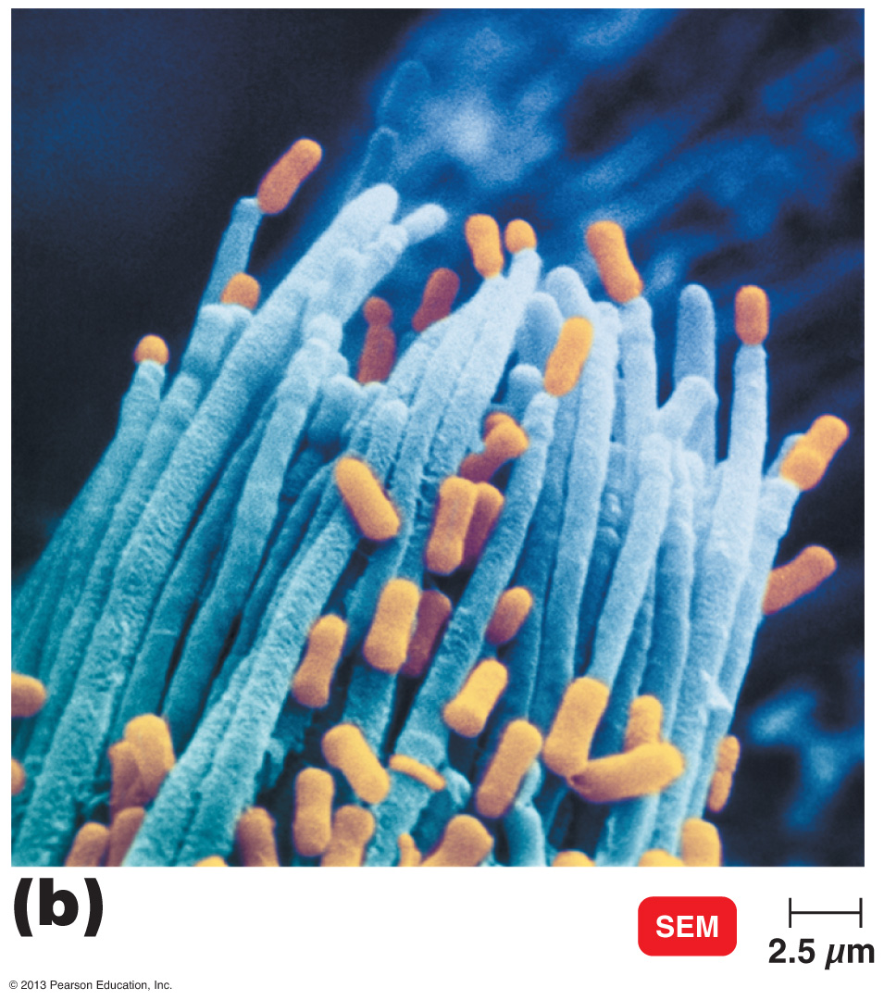 (b)
SEM
2.5 µm
© 2013 Pearson Education, Inc.